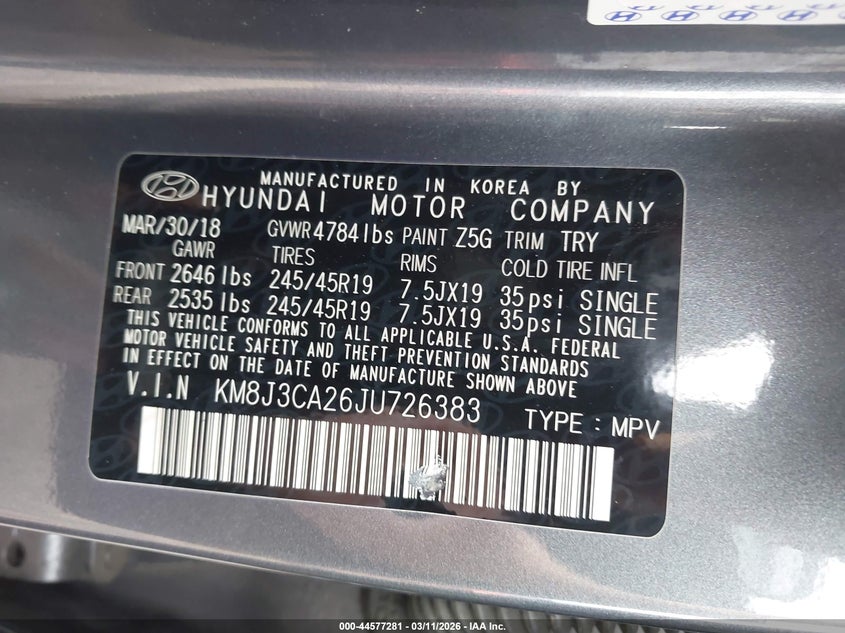 MANUFACTURED IN KOREA BY
HYUNDAI MOTOR COMPANY
MAR/30/18 GVWR 4784 lbs PAINT Z5G TRIM TRY
GAWR TIRES RIMS COLD TIRE INFL
FRONT 2646 lbs 245/45R19 7.5JX19 35psi SINGLE
REAR 2535 lbs 245/45R19 7.5JX19 35psi SINGLE
THIS VEHICLE CONFORMS TO ALL APPLICABLE U.S.A. FEDERAL
MOTOR VEHICLE SAFETY AND THEFT PREVENTION STANDARDS
IN EFFECT ON THE DATE OF MANUFACTURE SHOWN ABOVE
V.I.N KM8J3CA26JU726383 TYPE : MPV
000-44577281 - 03/11/2026 - IAA, Inc.